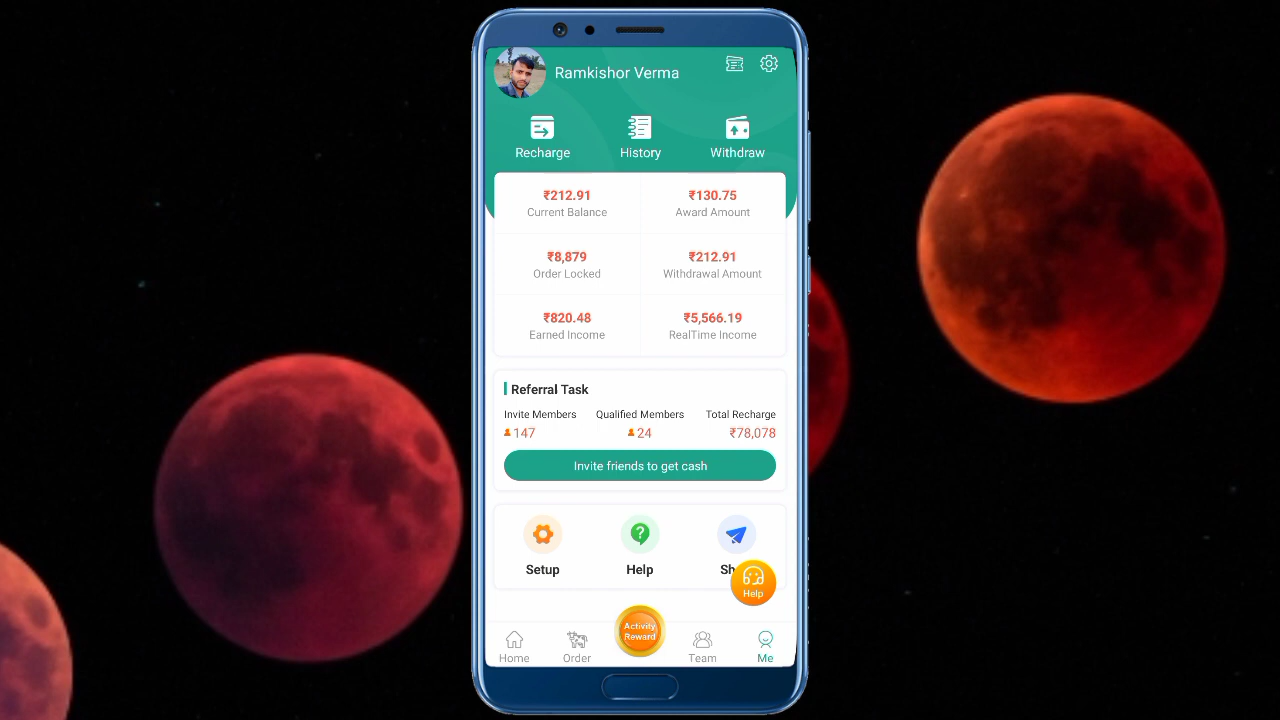 Ramkishor Verma
Recharge History Withdraw
₹212.91 ₹130.75
Current Balance Award Amount
₹8,879 ₹212.91
Order Locked Withdrawal Amount
₹820.48 ₹5,566.19
Earned Income RealTime Income
Referral Task
Invite Members Qualified Members Total Recharge
147 24 ₹78,078
Invite friends to get cash
Setup Help
Help
Activity
Reward
Home Order Team Me